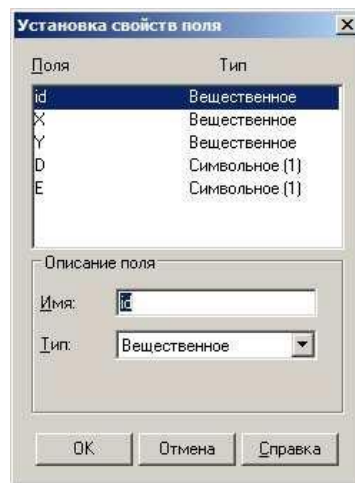 Установка свойств поля
Поля Тип
id Вещественное
X Вещественное
Y Вещественное
D Символьное (1)
E Символьное (1)
Описание поля
Имя: id
Тип: Вещественное
OK Отмена Справка